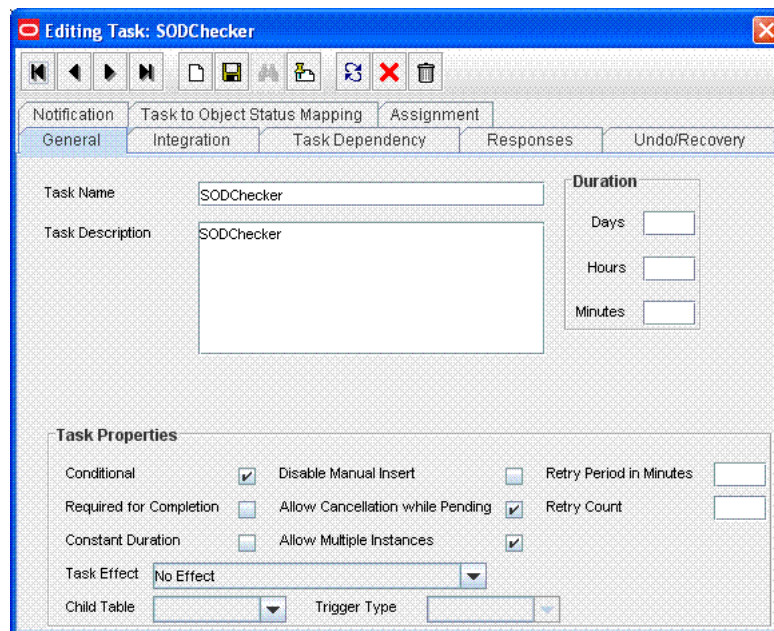 Editing Task: SODChecker
Notification Task to Object Status Mapping Assignment
General Integration Task Dependency Responses Undo/Recovery
Task Name SODChecker
Duration
Task Description SODChecker
Days
Hours
Minutes
Task Properties
Conditional Disable Manual Insert Retry Period in Minutes
Required for Completion Allow Cancellation while Pending Retry Count
Constant Duration Allow Multiple Instances
Task Effect No Effect
Child Table Trigger Type